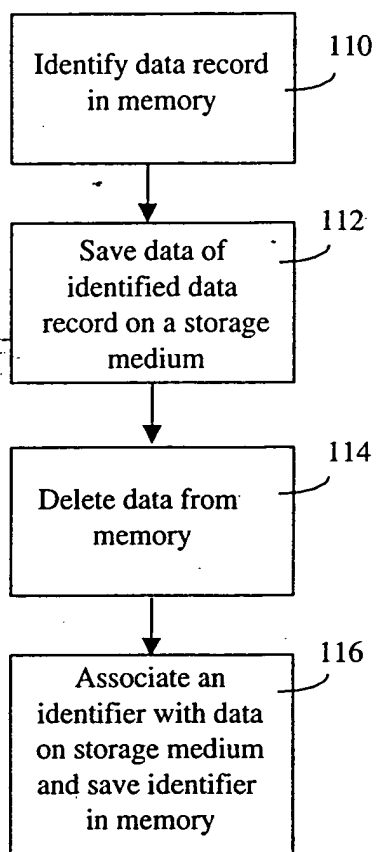 Identify data record
in memory
110
Save data of
identified data
record on a storage
medium
112
Delete data from
memory
114
Associate an
identifier with data
on storage medium
and save identifier
in memory
116